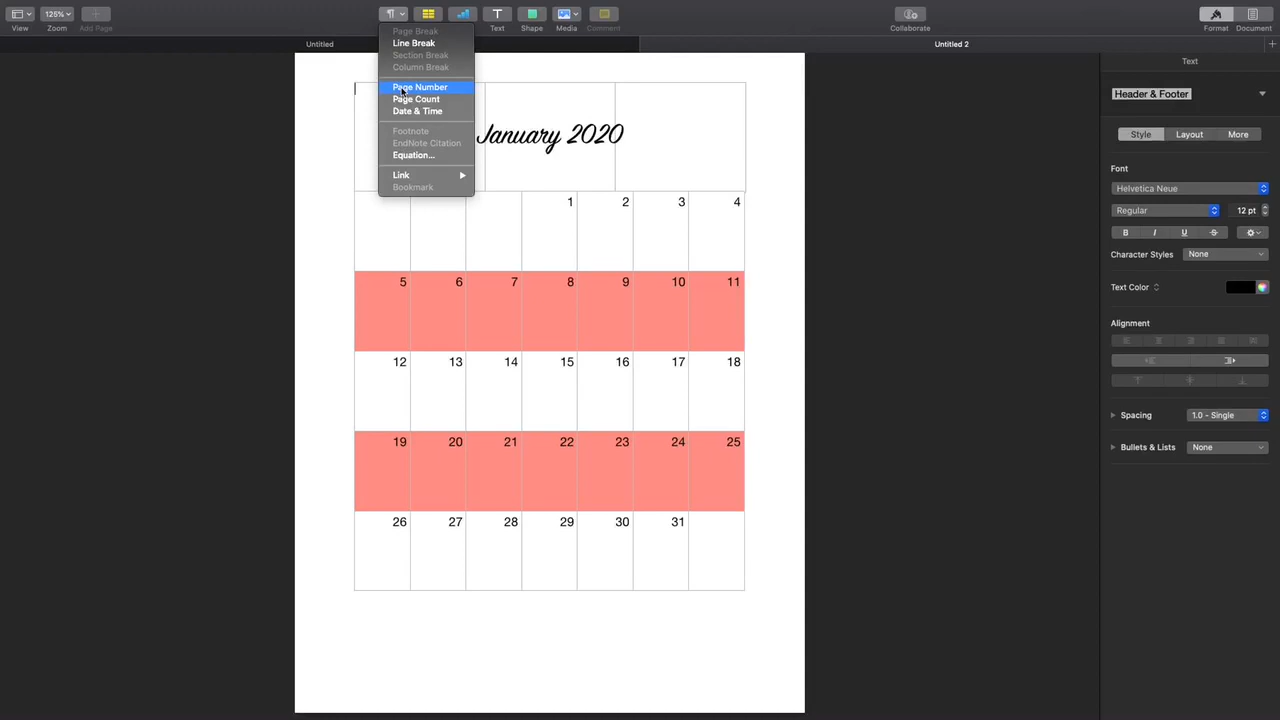 125%
View
Zoom
Add Page
Text
Shape
Media
Comment
Collaborate
Format
Document
Untitled
Untitled 2
Page Break
Line Break
Section Break
Column Break
Page Number
Page Count
Date & Time
Footnote
EndNote Citation
Equation...
Link
Bookmark
January 2020
1 2 3 4
5 6 7 8 9 10 11
12 13 14 15 16 17 18
19 20 21 22 23 24 25
26 27 28 29 30 31
Text
Header & Footer
Style Layout More
Font
Helvetica Neue
Regular 12 pt
B I U S
Character Styles None
Text Color
Alignment
Spacing 1.0 - Single
Bullets & Lists None